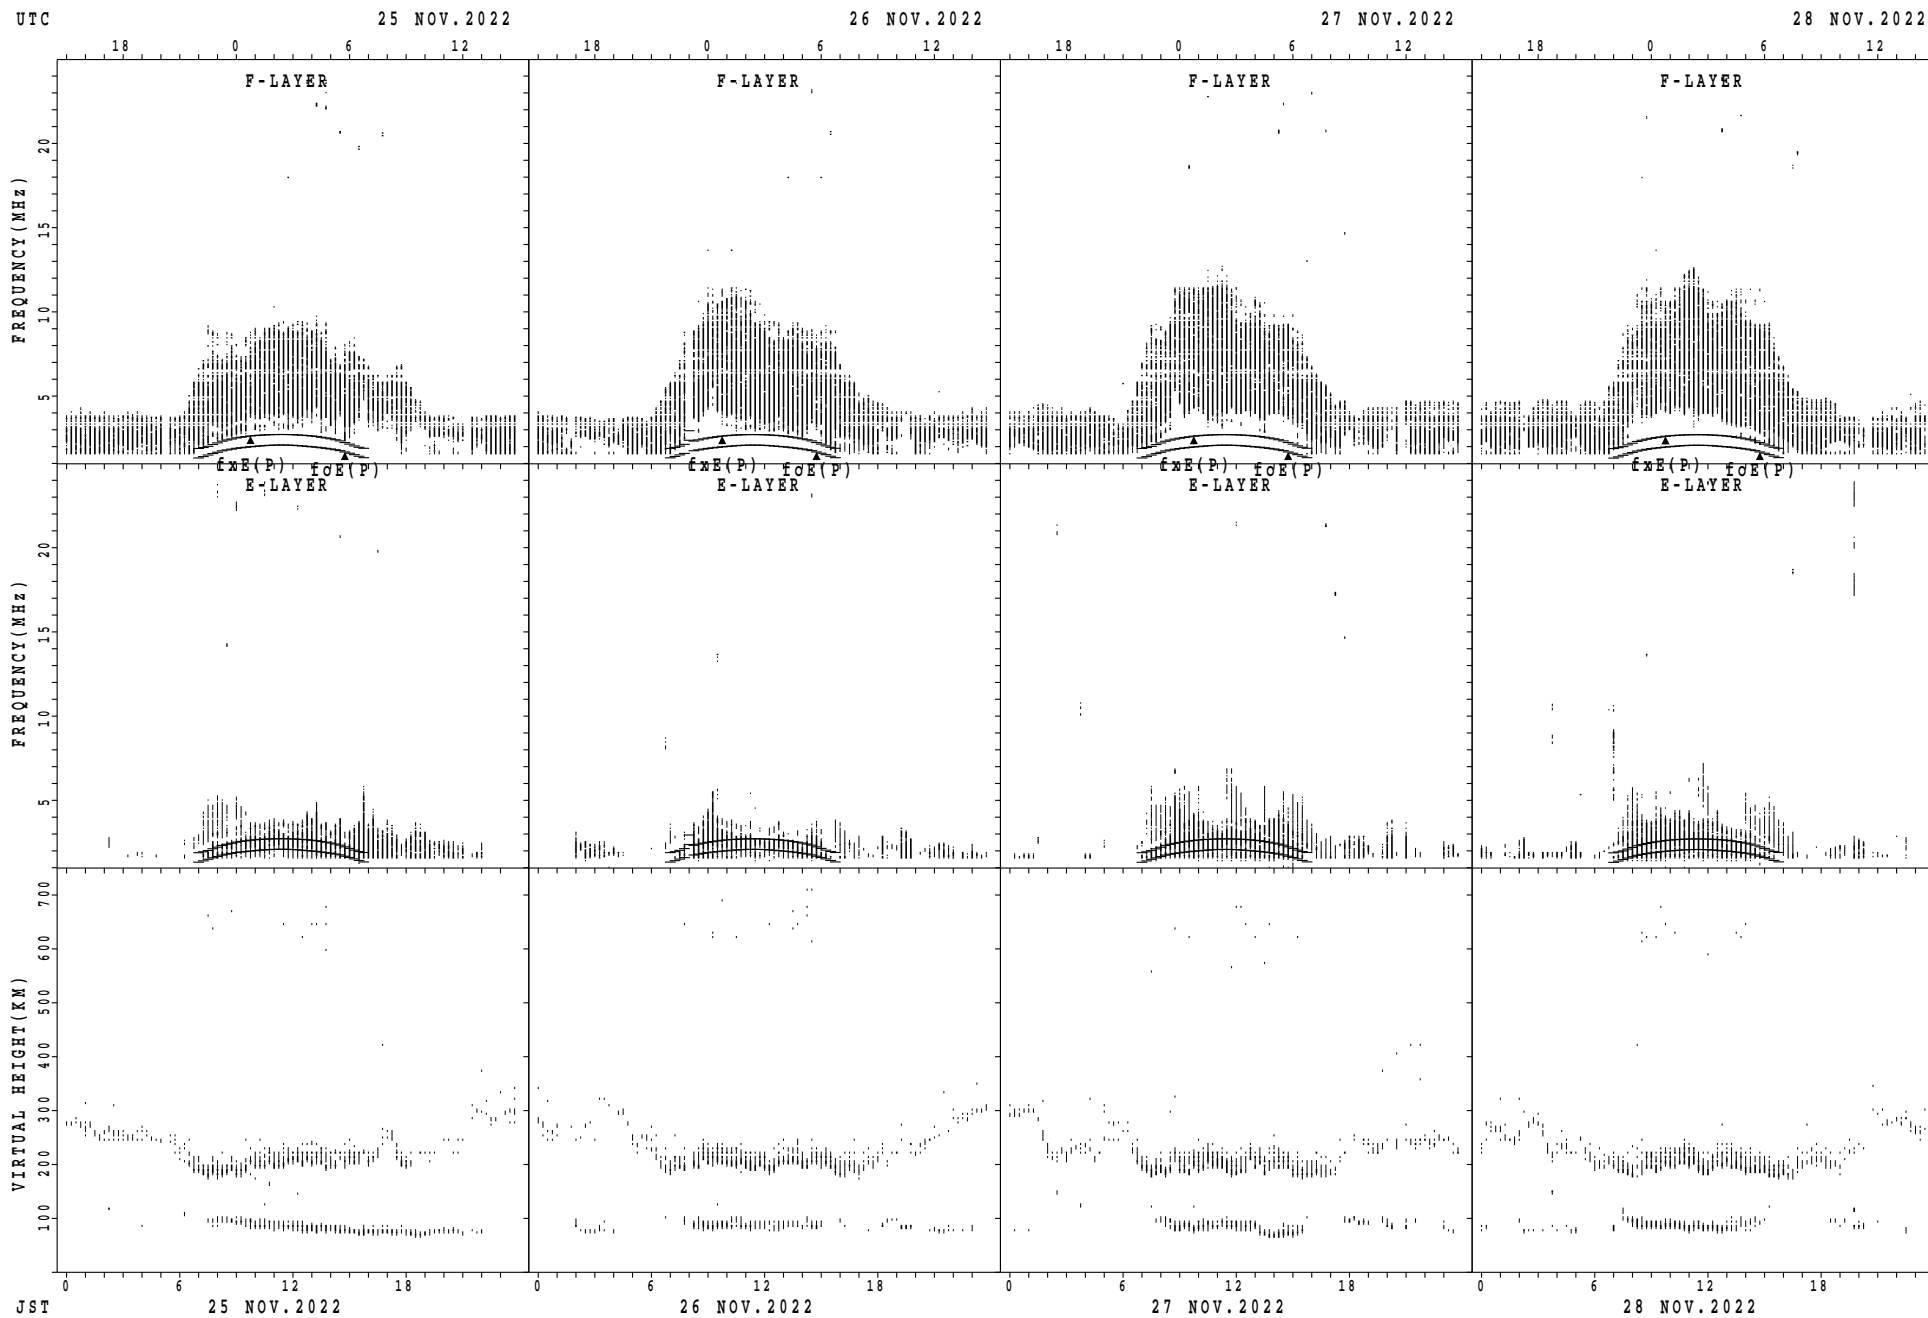 UTC 25 NOV.2022 26 NOV.2022 27 NOV.2022 28 NOV.2022
18 0 6 12 18 0 6 12 18 0 6 12 18 0 6 12
F-LAYER F-LAYER F-LAYER F-LAYER
FREQUENCY(MHz)
20
15
10
5
fxE(P) foE(P) fxE(P) foE(P) fxE(P) foE(P) fxE(P) foE(P)
E-LAYER E-LAYER E-LAYER E-LAYER
FREQUENCY(MHz)
20
15
10
5
VIRTUAL HEIGHT(KM)
700
600
500
400
300
200
100
0 6 12 18 0 6 12 18 0 6 12 18 0 6 12 18
JST 25 NOV.2022 26 NOV.2022 27 NOV.2022 28 NOV.2022